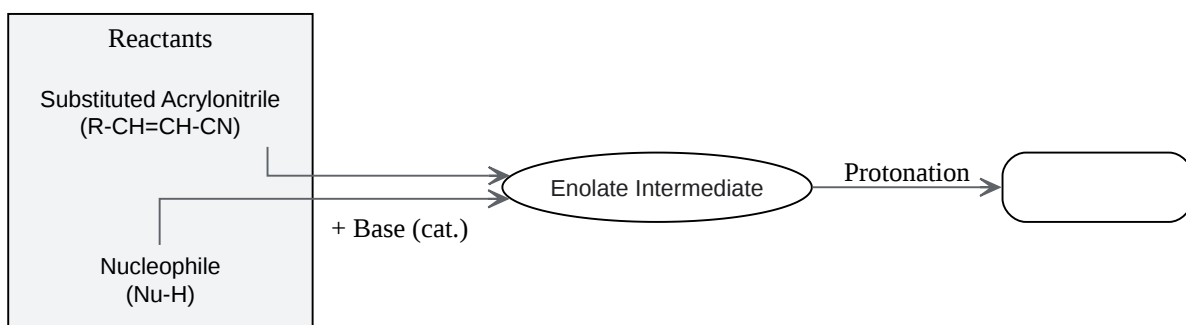 Reactants
Substituted Acrylonitrile
(R-CH=CH-CN)
Nucleophile
(Nu-H)
+ Base (cat.)
Enolate Intermediate
Protonation